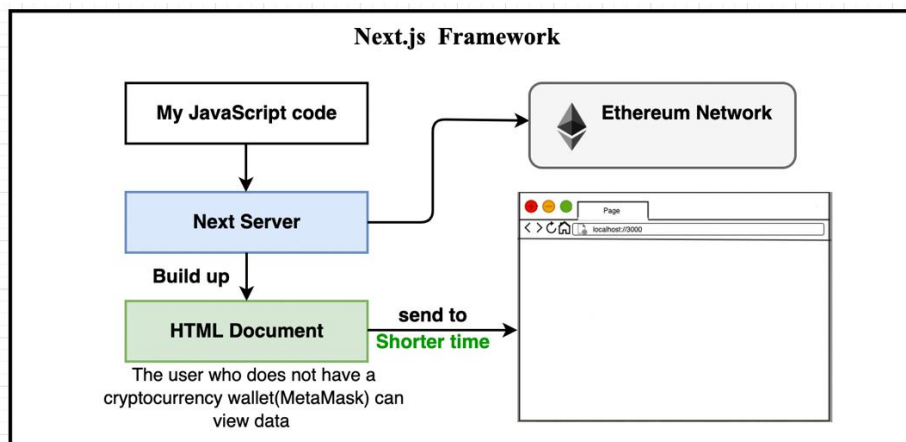 Next.js Framework
My JavaScript code
Ethereum Network
Next Server
Page
localhost://3000
Build up
HTML Document
send to
Shorter time
The user who does not have a
cryptocurrency wallet(MetaMask) can
view data